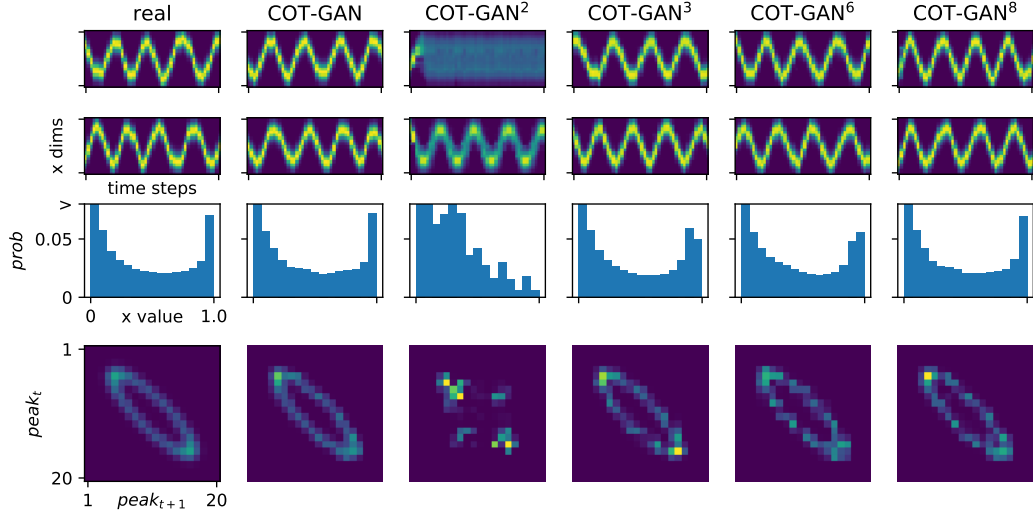 real COT-GAN COT-GAN² COT-GAN³ COT-GAN⁶ COT-GAN⁸
x dims
time steps
>
0.05
0
prob
0 x value 1.0
1
peak_t
20
1 peak_{t+1} 20